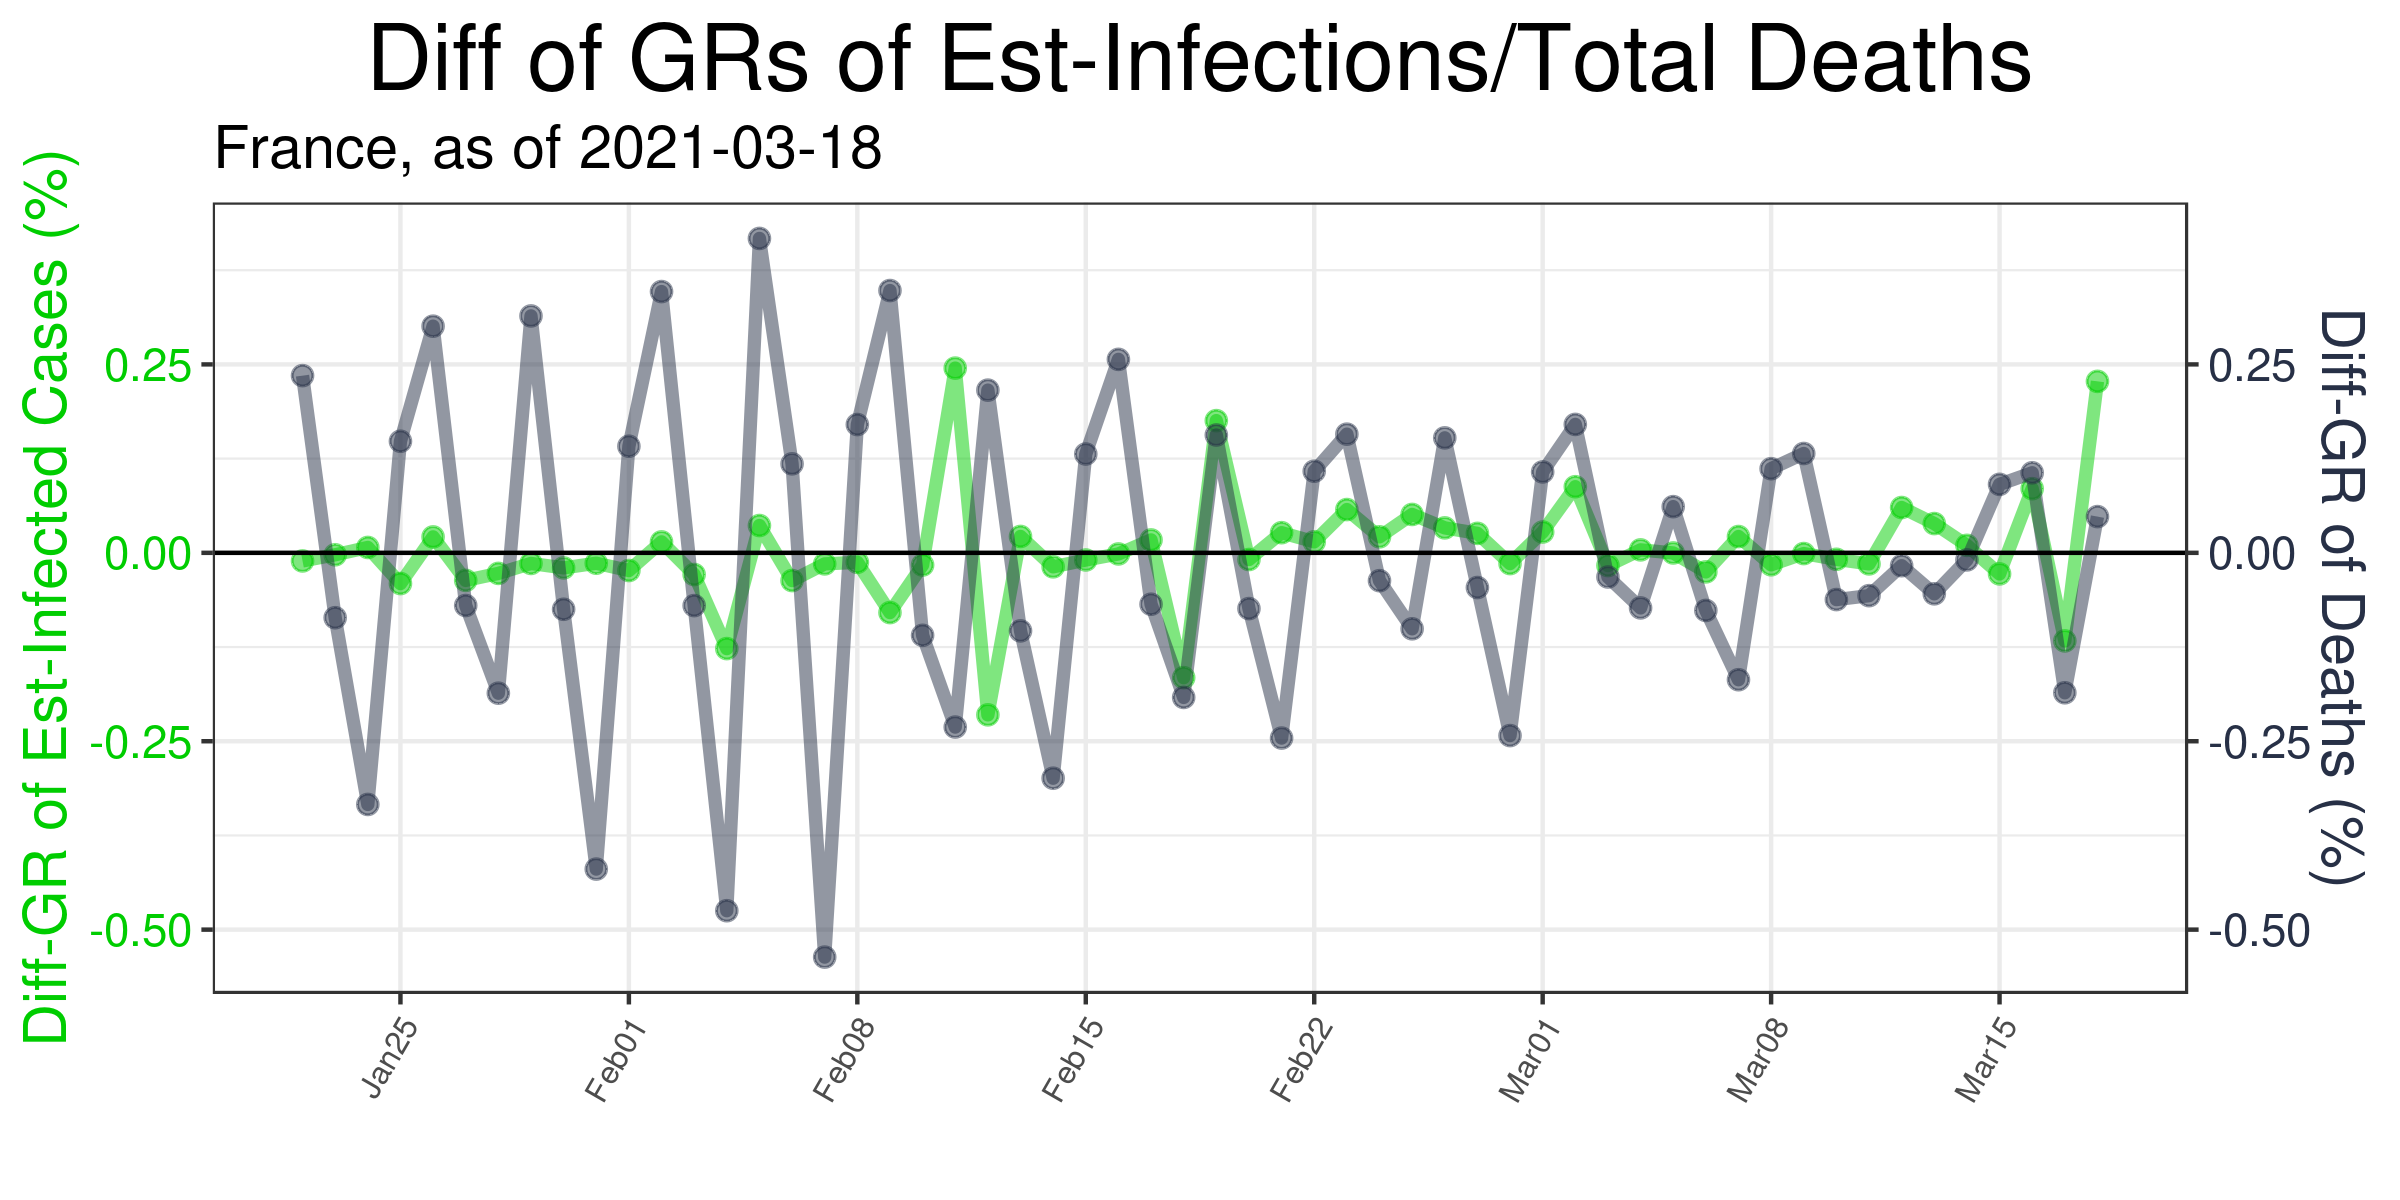 Diff of GRs of Est-Infections/Total Deaths
France, as of 2021-03-18
Diff-GR of Est-Infected Cases (%)
0.25
0.00
-0.25
-0.50
0.25
0.00
-0.25
-0.50
Diff-GR of Deaths (%)
Jan25
Feb01
Feb08
Feb15
Feb22
Mar01
Mar08
Mar15